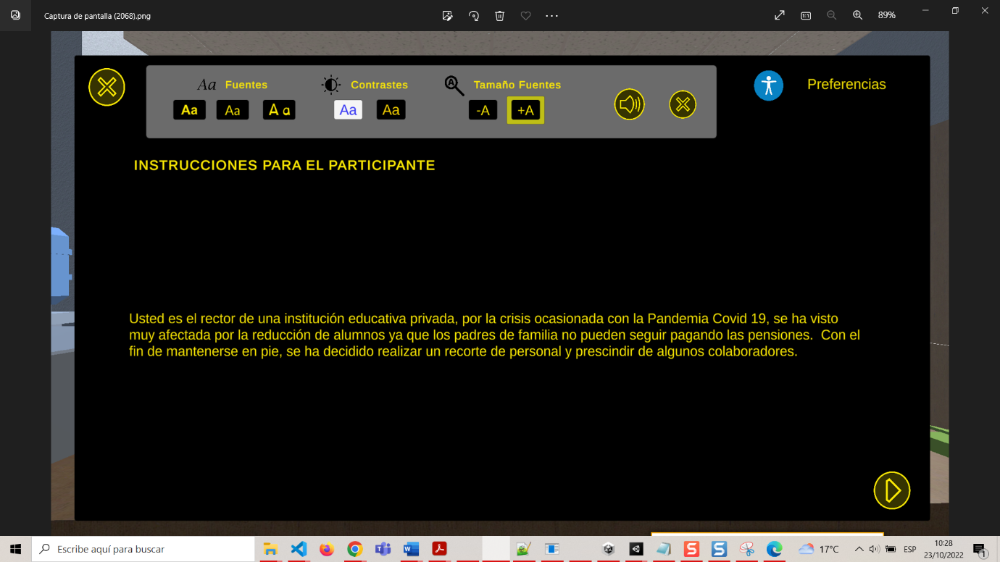 Captura de pantalla (2068).png
89%
Aa Fuentes
Contrastes
A Tamaño Fuentes
Preferencias
Aa Aa A a Aa Aa -A +A
INSTRUCCIONES PARA EL PARTICIPANTE
Usted es el rector de una institución educativa privada, por la crisis ocasionada con la Pandemia Covid 19, se ha visto
muy afectada por la reducción de alumnos ya que los padres de familia no pueden seguir pagando las pensiones.  Con el
fin de mantenerse en pie, se ha decidido realizar un recorte de personal y prescindir de algunos colaboradores.
Escribe aquí para buscar
17°C
ESP
10:28
23/10/2022
1